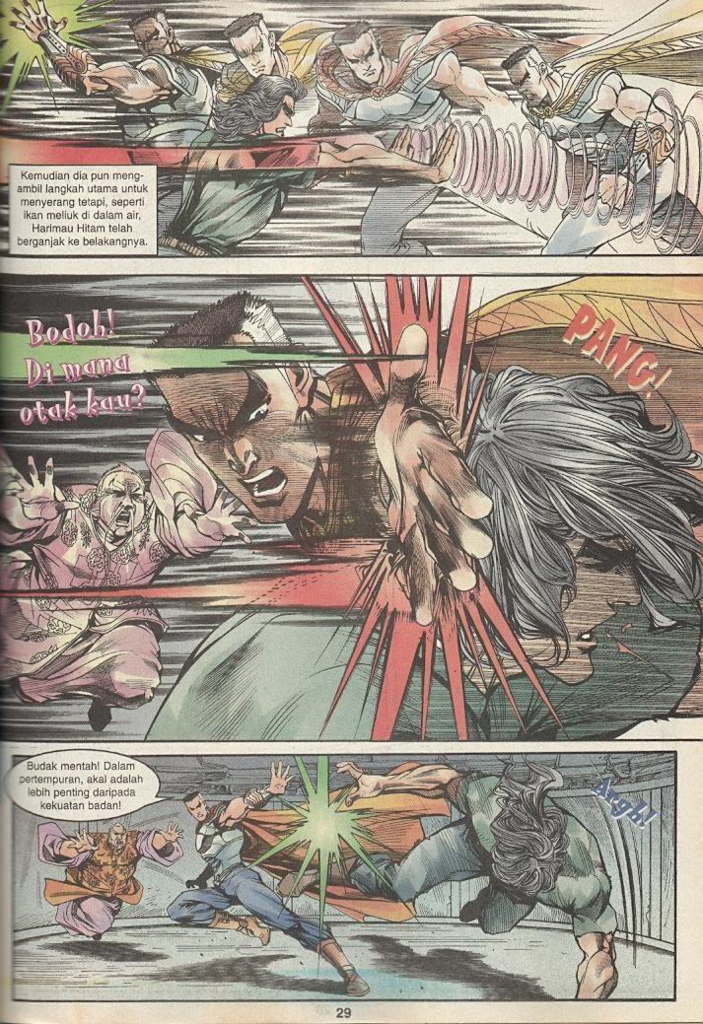 Kemudian dia pun meng-
ambil langkah utama untuk
menyerang tetapi, seperti
ikan meliuk di dalam air,
Harimau Hitam telah
berganjak ke belakangnya.
Bodoh!
Di mana
otak kau?
PANG!
Budak mentah! Dalam
pertempuran, akal adalah
lebih penting daripada
kekuatan badan!
Argh!
29